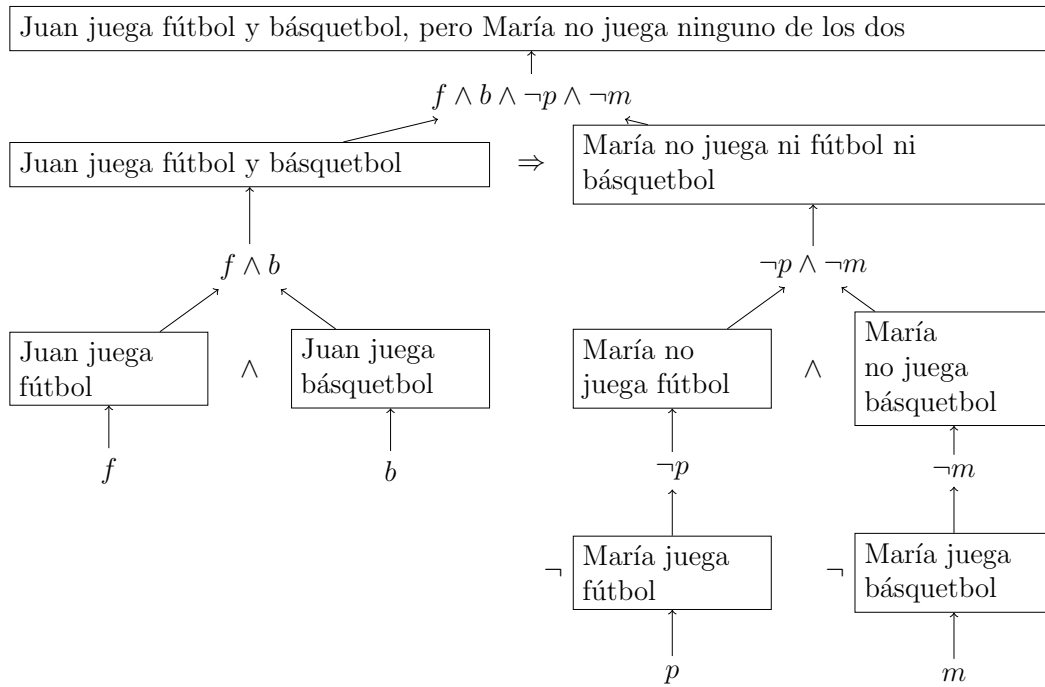 Juan juega fútbol y básquetbol, pero María no juega ninguno de los dos
f ∧ b ∧ ¬p ∧ ¬m
Juan juega fútbol y básquetbol
⇒
María no juega ni fútbol ni
básquetbol
f ∧ b
¬p ∧ ¬m
Juan juega
fútbol
∧
Juan juega
básquetbol
María no
juega fútbol
∧
María
no juega
básquetbol
f
b
¬p
¬m
¬
María juega
fútbol
¬
María juega
básquetbol
p
m